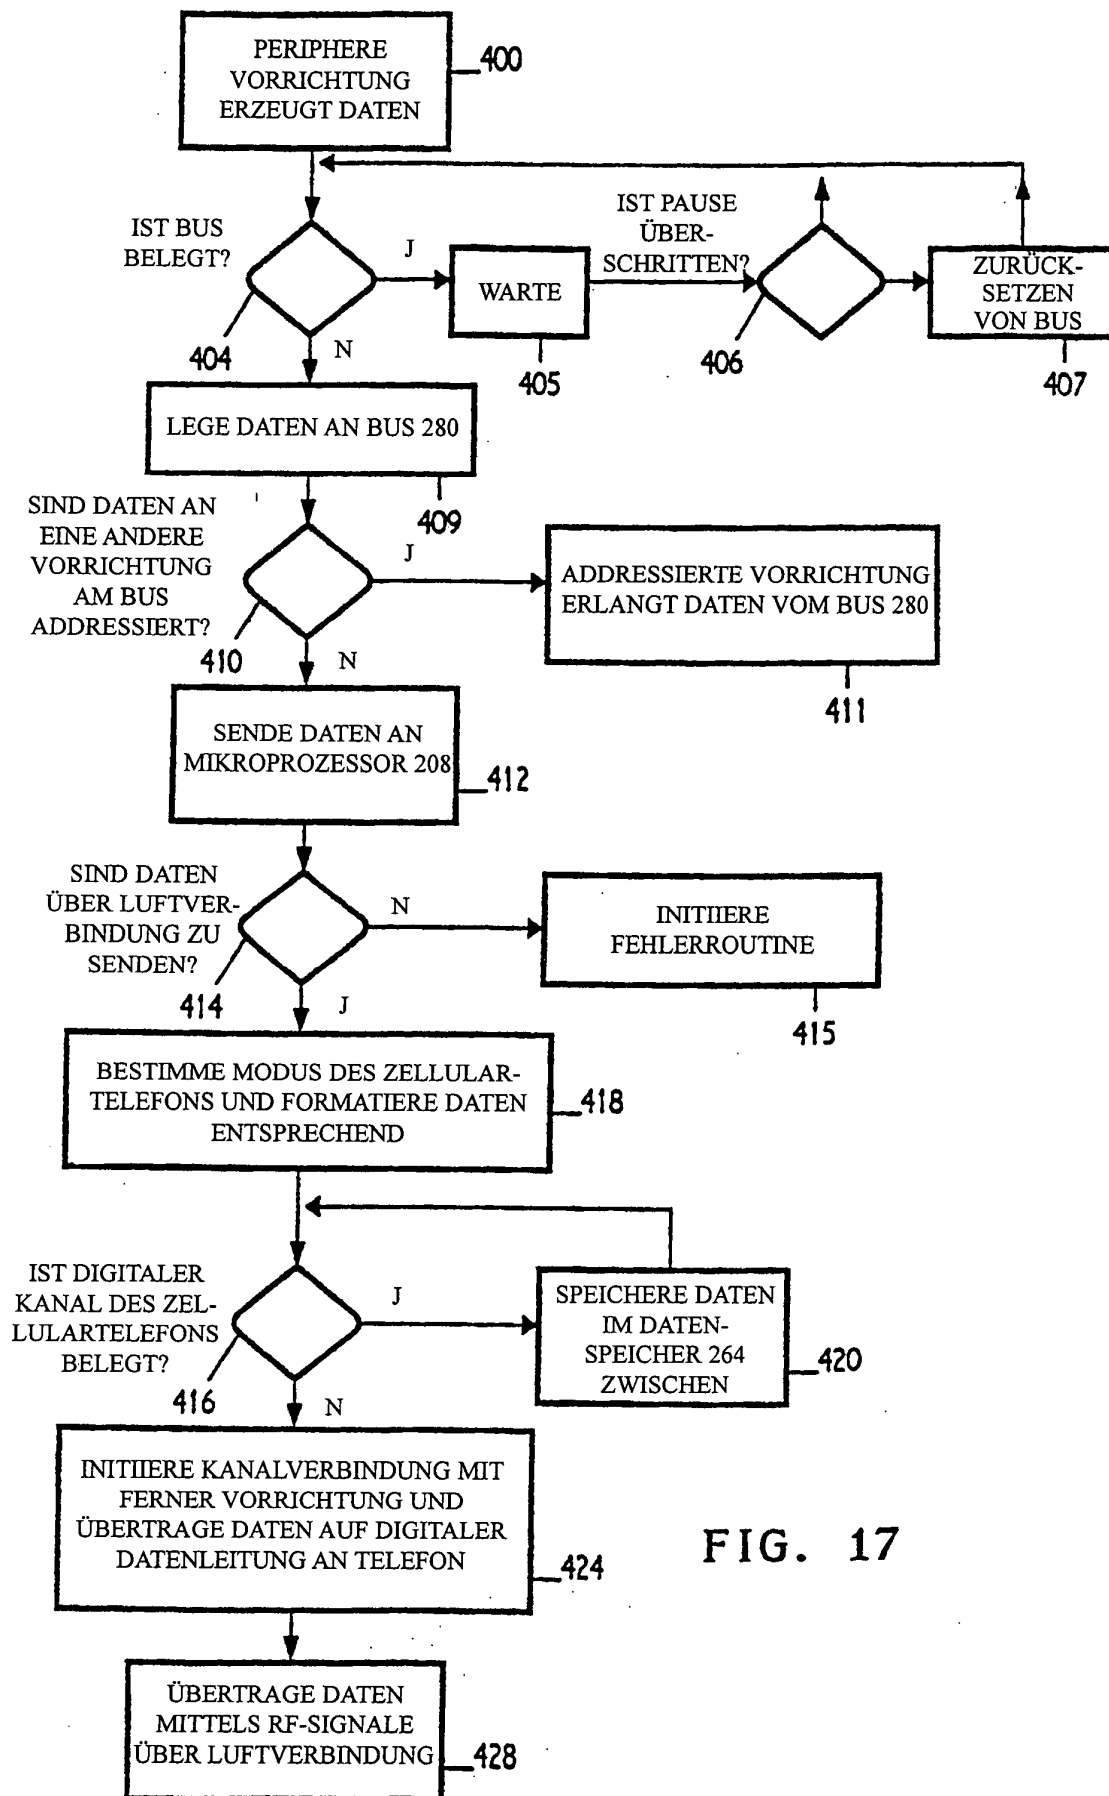 PERIPHERE
VORRICHTUNG
ERZEUGT DATEN
400
IST BUS
BELEGT?
J
404
N
WARTE
405
IST PAUSE
ÜBER-
SCHRITTEN?
406
ZURÜCK-
SETZEN
VON BUS
407
LEGE DATEN AN BUS 280
409
SIND DATEN AN
EINE ANDERE
VORRICHTUNG
AM BUS
ADDRESSIERT?
J
410
N
ADDRESSIERTE VORRICHTUNG
ERLANGT DATEN VOM BUS 280
411
SENDE DATEN AN
MIKROPROZESSOR 208
412
SIND DATEN
ÜBER LUFTVER-
BINDUNG ZU
SENDEN?
N
414
J
INITIIERE
FEHLERROUTINE
415
BESTIMME MODUS DES ZELLULAR-
TELEFONS UND FORMATIERE DATEN
ENTSPRECHEND
418
IST DIGITALER
KANAL DES ZEL-
LULARTELEFONS
BELEGT?
J
416
N
SPEICHERE DATEN
IM DATEN-
SPEICHER 264
ZWISCHEN
420
INITIIERE KANALVERBINDUNG MIT
FERNER VORRICHTUNG UND
ÜBERTRAGE DATEN AUF DIGITALER
DATENLEITUNG AN TELEFON
424
FIG. 17
ÜBERTRAGE DATEN
MITTELS RF-SIGNALE
ÜBER LUFTVERBINDUNG
428